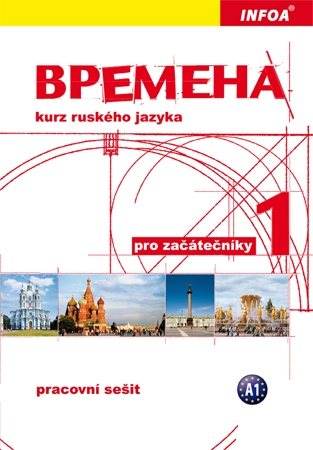 INFOA®
ВРЕМЕНА
kurz ruského jazyka
pro začátečníky
1
pracovní sešit
A1